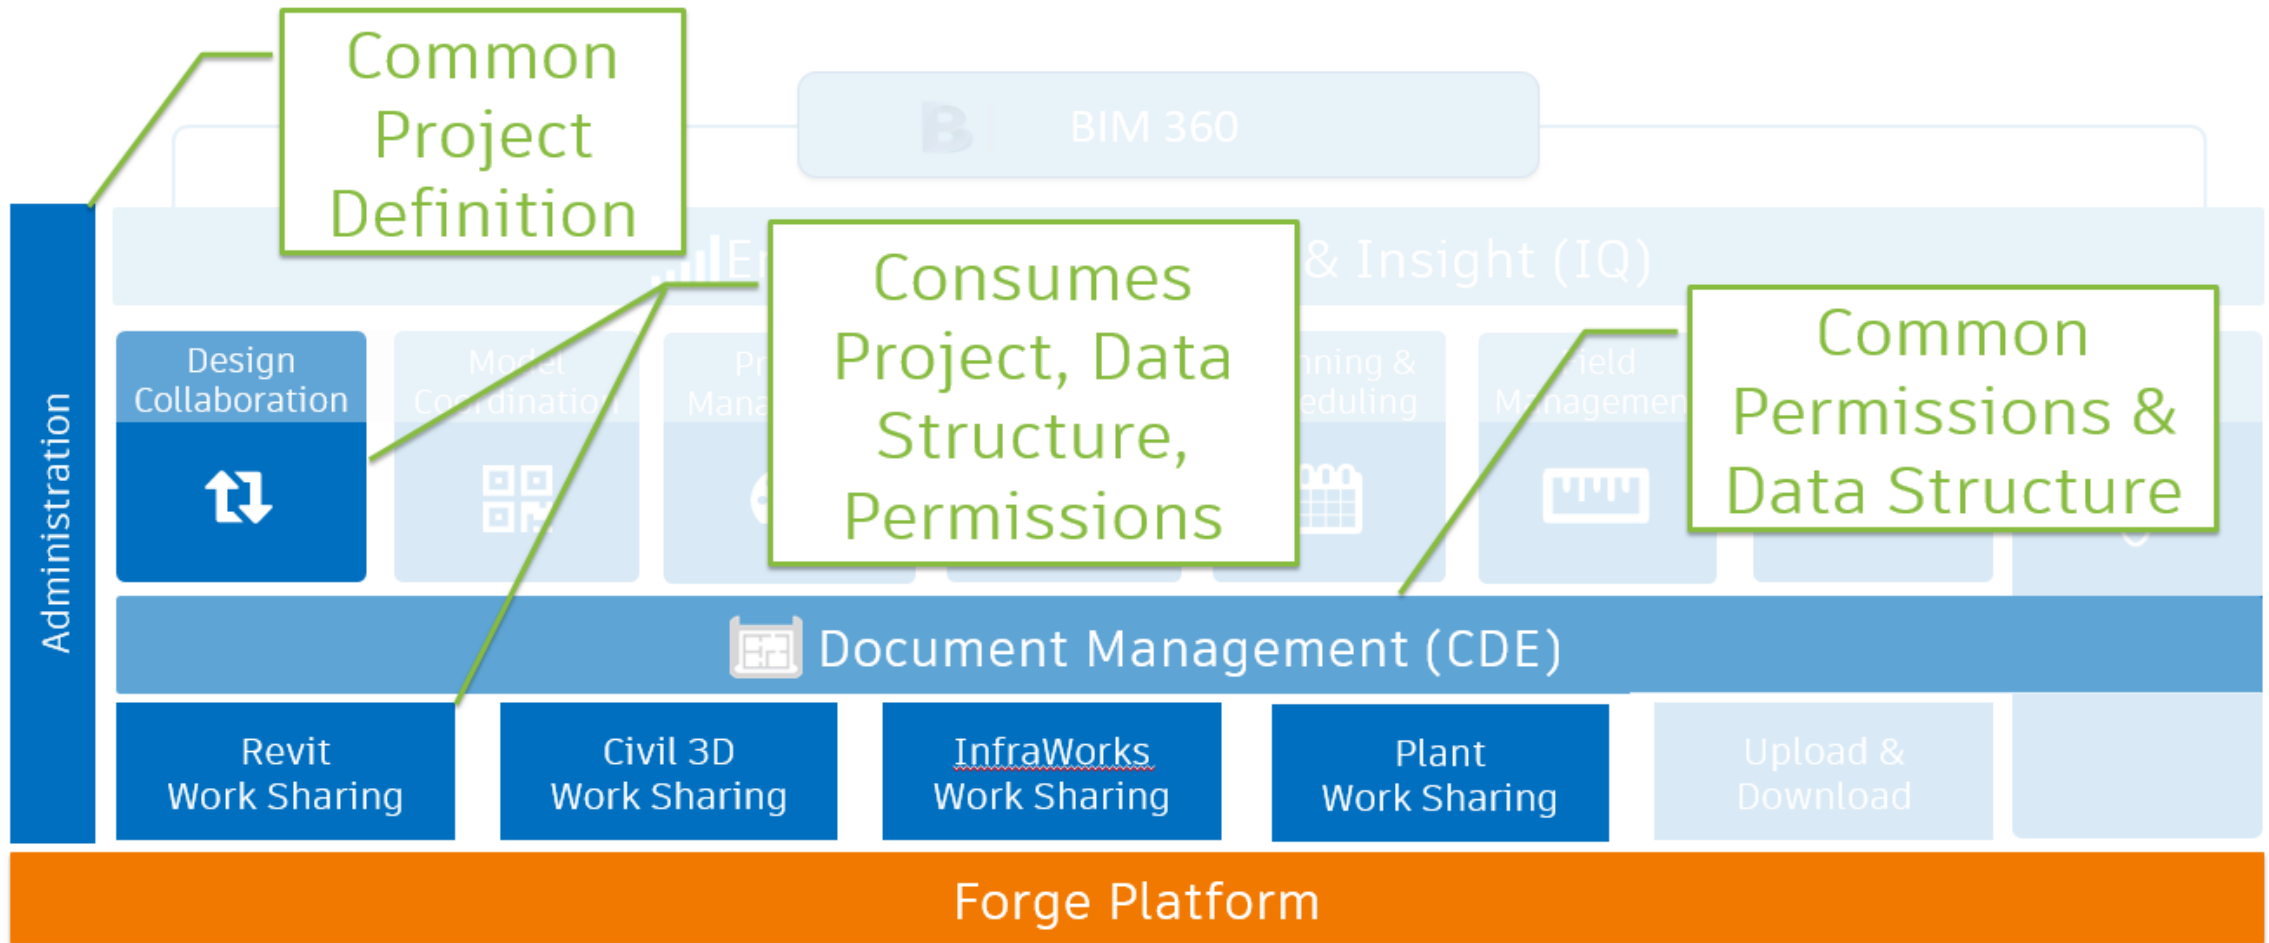 Common
Project
Definition
B
BIM 360
& Insight (IQ)
Consumes
Project, Data
Structure,
Permissions
Common
Permissions &
Data Structure
Administration
Design
Collaboration
Model
Coordination
&
Document Management (CDE)
Revit
Work Sharing
Civil 3D
Work Sharing
InfraWorks
Work Sharing
Plant
Work Sharing
Upload &
Download
Forge Platform